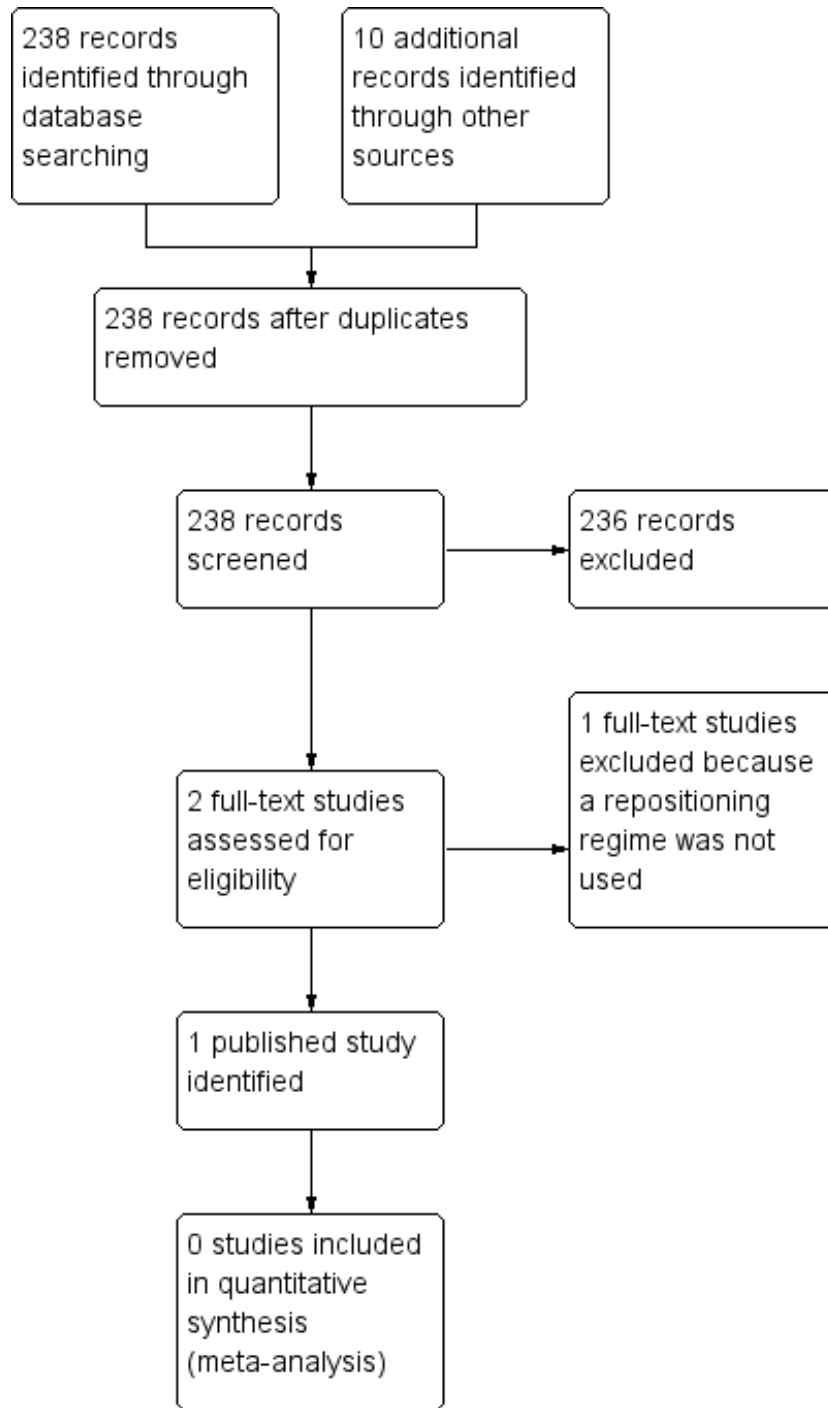 238 records
identified through
database
searching
10 additional
records identified
through other
sources
238 records after duplicates
removed
238 records
screened
236 records
excluded
2 full-text studies
assessed for
eligibility
1 full-text studies
excluded because
a repositioning
regime was not
used
1 published study
identified
0 studies included
in quantitative
synthesis
(meta-analysis)